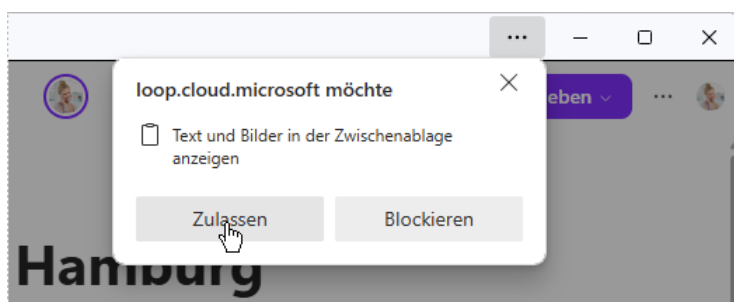 loop.cloud.microsoft möchte
eben
Text und Bilder in der Zwischenablage
anzeigen
Zulassen
Blockieren
Hamburg